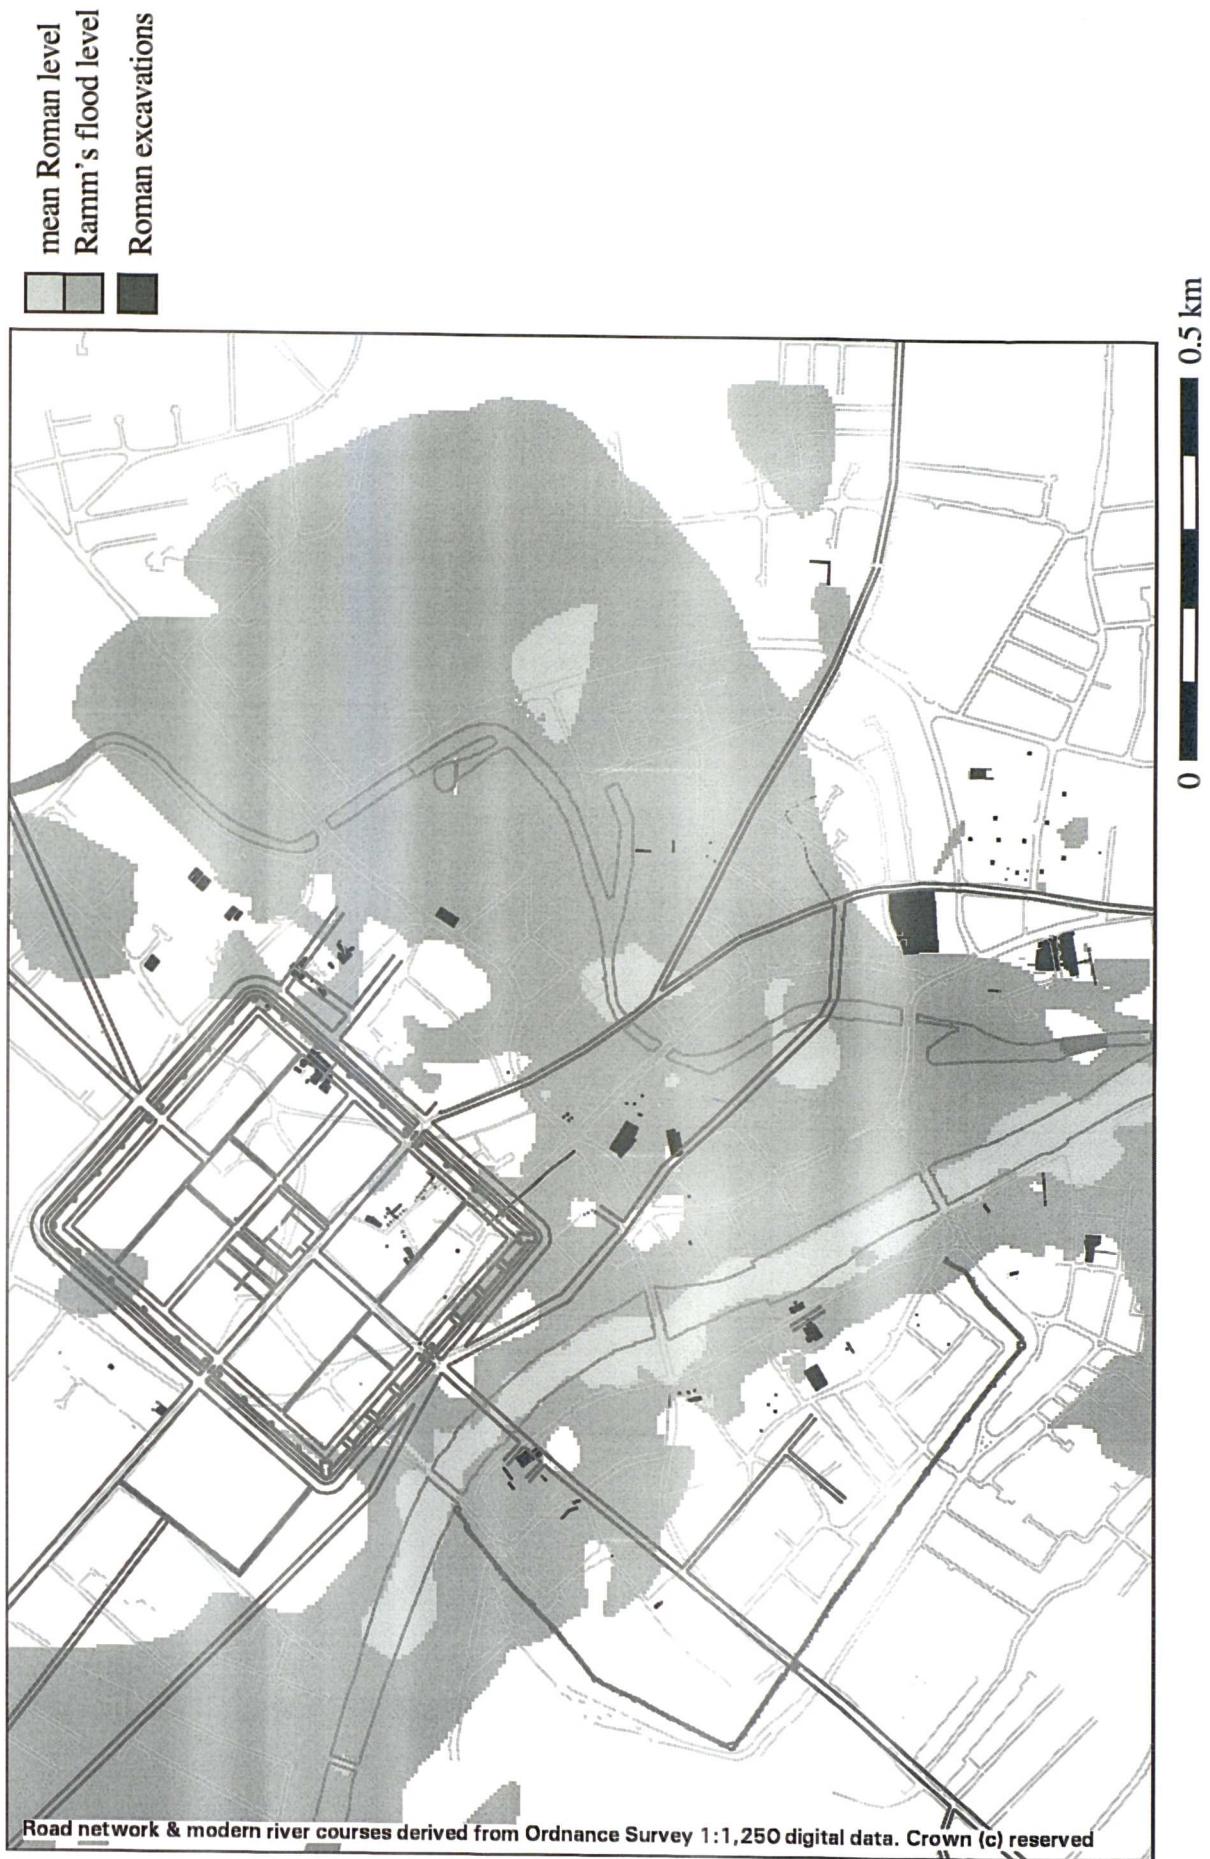 mean Roman level
Ramm's flood level
Roman excavations
0
0.5 km
Road network & modern river courses derived from Ordnance Survey 1:1,250 digital data. Crown (c) reserved